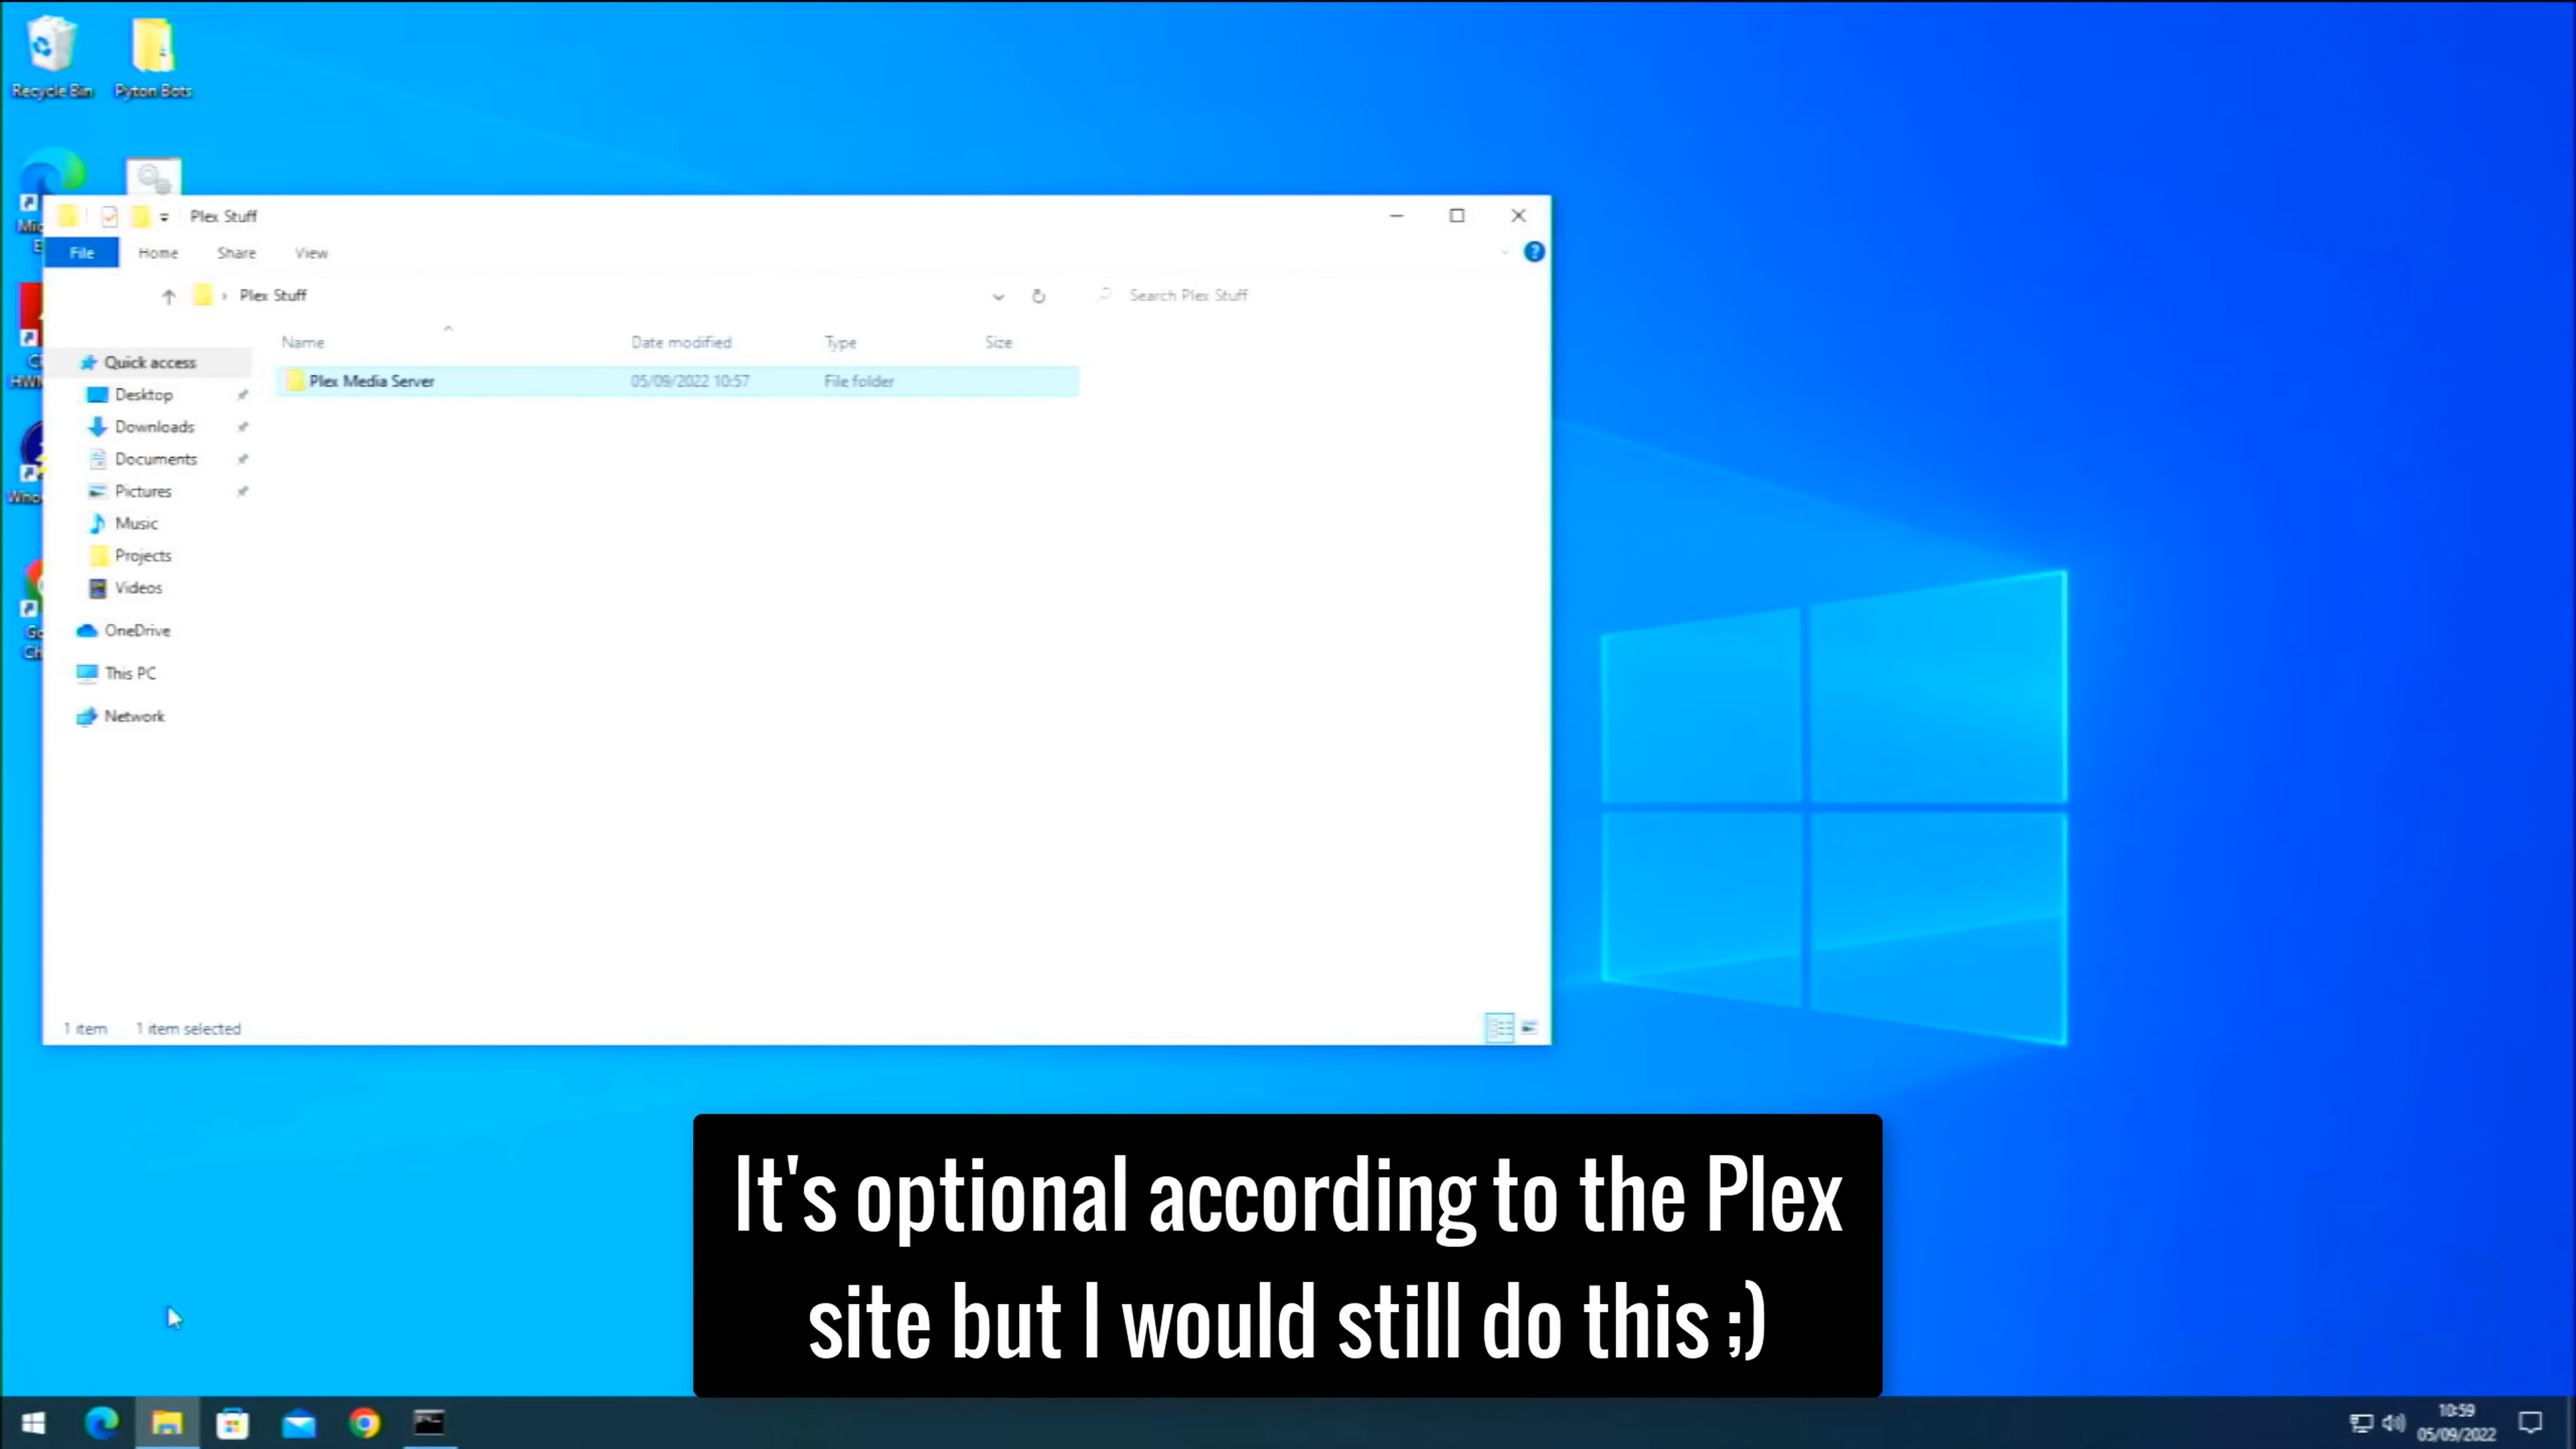 Recycle Bin
Pyton Bots
Plex Stuff
File
Home
Share
View
Plex Stuff
Search Plex Stuff
Name
Date modified
Type
Size
Quick access
Plex Media Server
05/09/2022 10:57
File folder
Desktop
Downloads
Documents
Pictures
Music
Projects
Videos
OneDrive
This PC
Network
1 item
1 item selected
It's optional according to the Plex
site but I would still do this ;)
10:59
05/09/2022